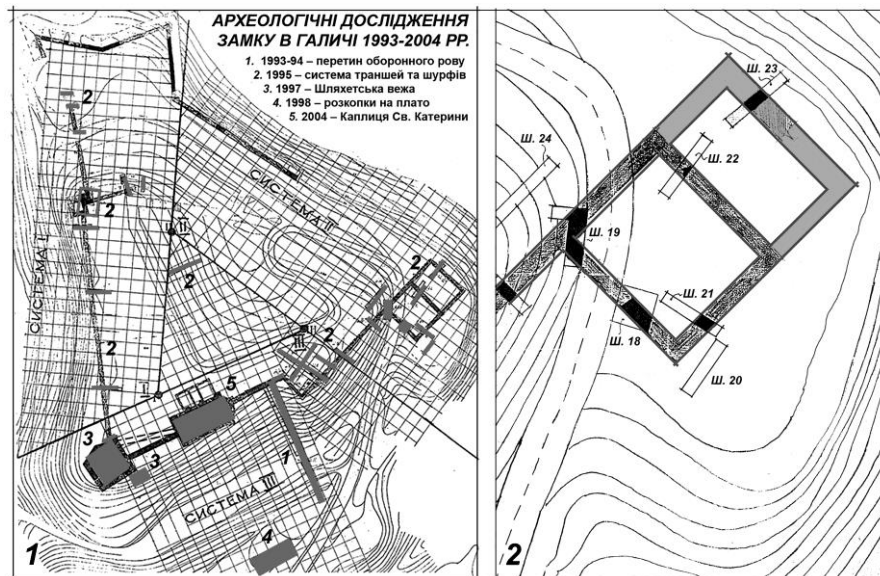 АРХЕОЛОГІЧНІ ДОСЛІДЖЕННЯ
ЗАМКУ В ГАЛИЧІ 1993-2004 РР.
1. 1993-94 – перетин оборонного рову
2. 1995 – система траншей та шурфів
3. 1997 – Шляхетська вежа
4. 1998 – розкопки на плато
5. 2004 – Каплиця Св. Катерини
2
2
СИСТЕМА I
СИСТЕМА II
II
2
2
2
III
2
I
5
3
3
1
СИСТЕМА III
4
1
Ш. 23
Ш. 24
Ш. 22
Ш. 19
Ш. 21
Ш. 18
Ш. 20
2